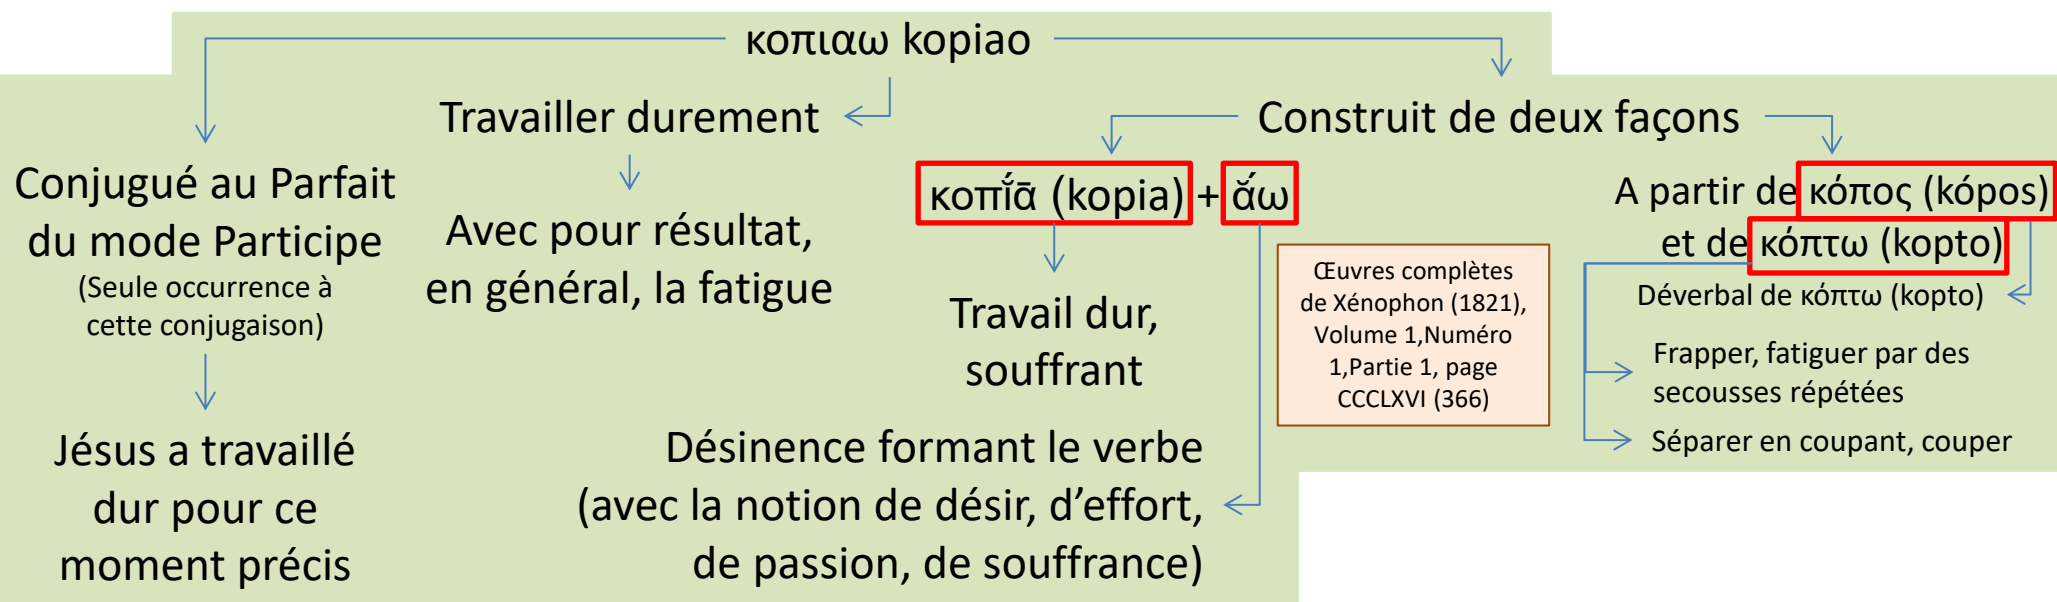 κοπιαω kopiao
Travailler durement
Construit de deux façons
Conjugué au Parfait
du mode Participe
(Seule occurrence à
cette conjugaison)
Jésus a travaillé
dur pour ce
moment précis
Avec pour résultat,
en général, la fatigue
κοπῐ́ᾱ (kopia) + ᾰ́ω
Travail dur,
souffrant
Désinence formant le verbe
(avec la notion de désir, d’effort,
de passion, de souffrance)
Œuvres complètes
de Xénophon (1821),
Volume 1,Numéro
1,Partie 1, page
CCCLXVI (366)
A partir de κόπος (kópos)
et de κόπτω (kopto)
Déverbal de κόπτω (kopto)
Frapper, fatiguer par des
secousses répétées
Séparer en coupant, couper